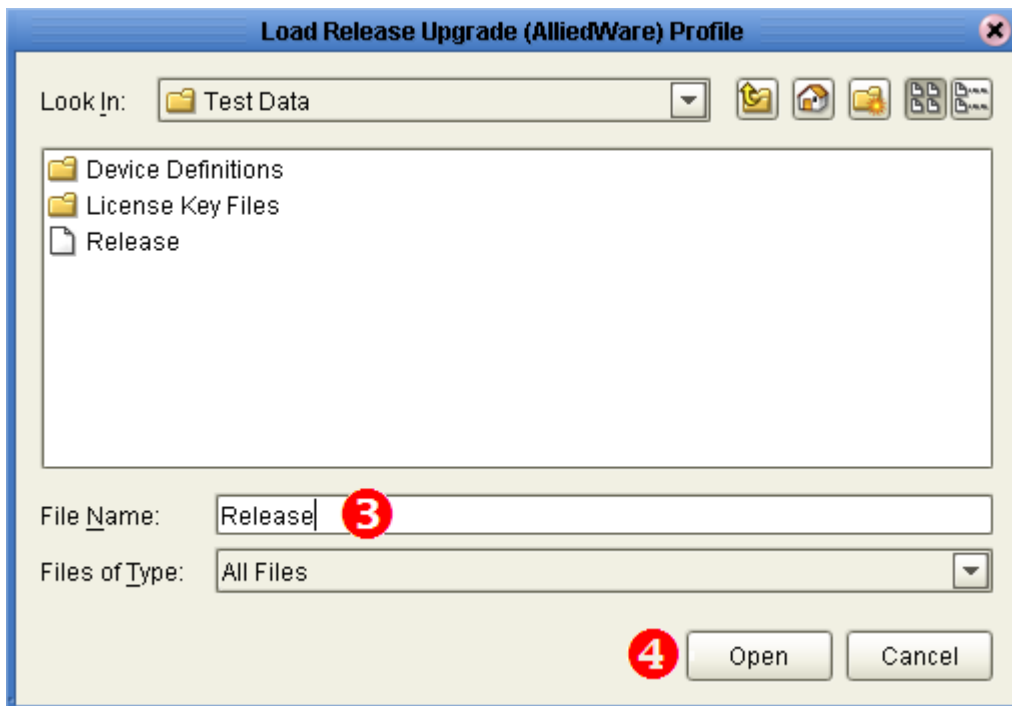 Load Release Upgrade (AlliedWare) Profile
Look In: Test Data
Device Definitions
License Key Files
Release
File Name: Release 3
Files of Type: All Files
4 Open Cancel